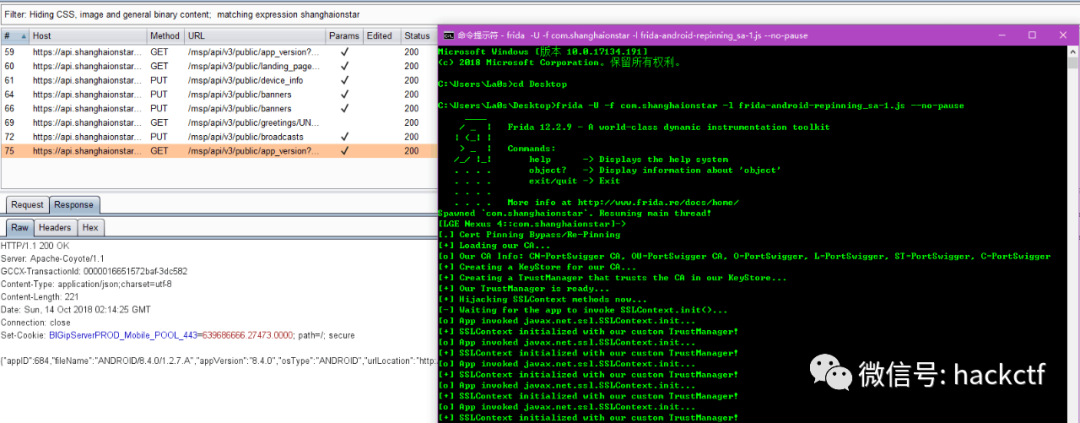 Filter: Hiding CSS, image and general binary content; matching expression shanghaionstar
# Host Method URL Params Edited Status
59 https://api.shanghaionstar... GET /msp/api/v3/public/app_version?... ✓ 200
60 https://api.shanghaionstar... GET /msp/api/v3/public/landing_page... ✓ 200
61 https://api.shanghaionstar... PUT /msp/api/v3/public/device_info ✓ 200
64 https://api.shanghaionstar... PUT /msp/api/v3/public/banners ✓ 200
66 https://api.shanghaionstar... PUT /msp/api/v3/public/banners ✓ 200
69 https://api.shanghaionstar... GET /msp/api/v3/public/greetings/UN... 200
72 https://api.shanghaionstar... PUT /msp/api/v3/public/broadcasts ✓ 200
75 https://api.shanghaionstar... GET /msp/api/v3/public/app_version?... ✓ 200
Request Response
Raw Headers Hex
HTTP/1.1 200 OK
Server: Apache-Coyote/1.1
GCCX-TransactionId: 0000016651572baf-3dc582
Content-Type: application/json;charset=utf-8
Content-Length: 221
Date: Sun, 14 Oct 2018 02:14:25 GMT
Connection: close
Set-Cookie: BIGipServerPROD_Mobile_POOL_443=639686666.27473.0000; path=/; secure
{"appID":684,"fileName":"ANDROID/8.4.0/1.2.7.A","appVersion":"8.4.0","osType":"ANDROID","urlLocation":"http:
命令提示符 - frida -U -f com.shanghaionstar -l frida-android-repinning_sa-1.js --no-pause
Microsoft Windows [版本 10.0.17134.191]
(c) 2018 Microsoft Corporation。保留所有权利。
C:\Users\La0s>cd Desktop
C:\Users\La0s\Desktop>frida -U -f com.shanghaionstar -l frida-android-repinning_sa-1.js --no-pause
____
/ _ | Frida 12.2.9 - A world-class dynamic instrumentation toolkit
| (_| |
> _ | Commands:
/_/ |_| help -> Displays the help system
. . . . object? -> Display information about 'object'
. . . . exit/quit -> Exit
. . . .
. . . . More info at http://www.frida.re/docs/home/
Spawned `com.shanghaionstar`. Resuming main thread!
[LGE Nexus 4::com.shanghaionstar]->
[.] Cert Pinning Bypass/Re-Pinning
[+] Loading our CA...
[o] Our CA Info: CN=PortSwigger CA, OU=PortSwigger CA, O=PortSwigger, L=PortSwigger, ST=PortSwigger, C=PortSwigger
[+] Creating a KeyStore for our CA...
[+] Creating a TrustManager that trusts the CA in our KeyStore...
[+] Our TrustManager is ready...
[+] Hijacking SSLContext methods now...
[-] Waiting for the app to invoke SSLContext.init()...
[o] App invoked javax.net.ssl.SSLContext.init...
[+] SSLContext initialized with our custom TrustManager!
[o] App invoked javax.net.ssl.SSLContext.init...
[+] SSLContext initialized with our custom TrustManager!
[o] App invoked javax.net.ssl.SSLContext.init...
[+] SSLContext initialized with our custom TrustManager!
[o] App invoked javax.net.ssl.SSLContext.init...
[+] SSLContext initialized with our custom TrustManager!
[o] App invoked javax.net.ssl.SSLContext.init...
[+] SSLContext initialized with our custom TrustManager!
微信号: hackctf